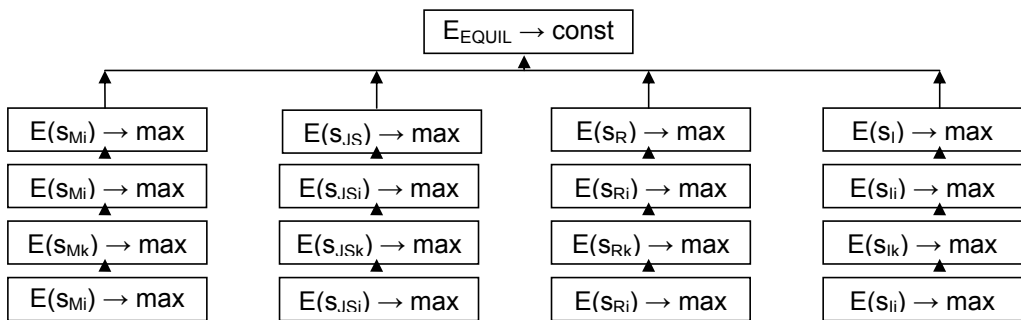 E_EQUIL → const
E(s_Mi) → max E(s_JS) → max E(s_R) → max E(s_I) → max
E(s_Mi) → max E(s_JSi) → max E(s_Ri) → max E(s_Ii) → max
E(s_Mk) → max E(s_JSk) → max E(s_Rk) → max E(s_Ik) → max
E(s_Mi) → max E(s_JSi) → max E(s_Ri) → max E(s_Ii) → max